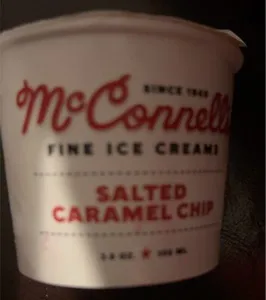 SINCE 1949
McConnell's
FINE ICE CREAMS
SALTED
CARAMEL CHIP